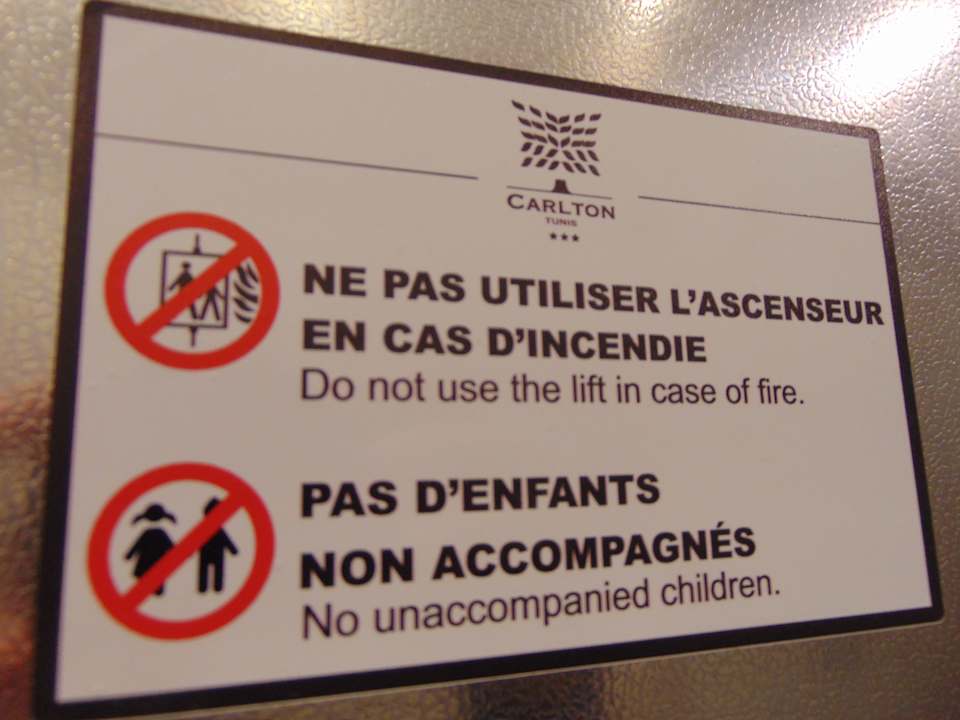 CARLTON
TUNIS
★★★
NE PAS UTILISER L'ASCENSEUR
EN CAS D'INCENDIE
Do not use the lift in case of fire.
PAS D'ENFANTS
NON ACCOMPAGNÉS
No unaccompanied children.